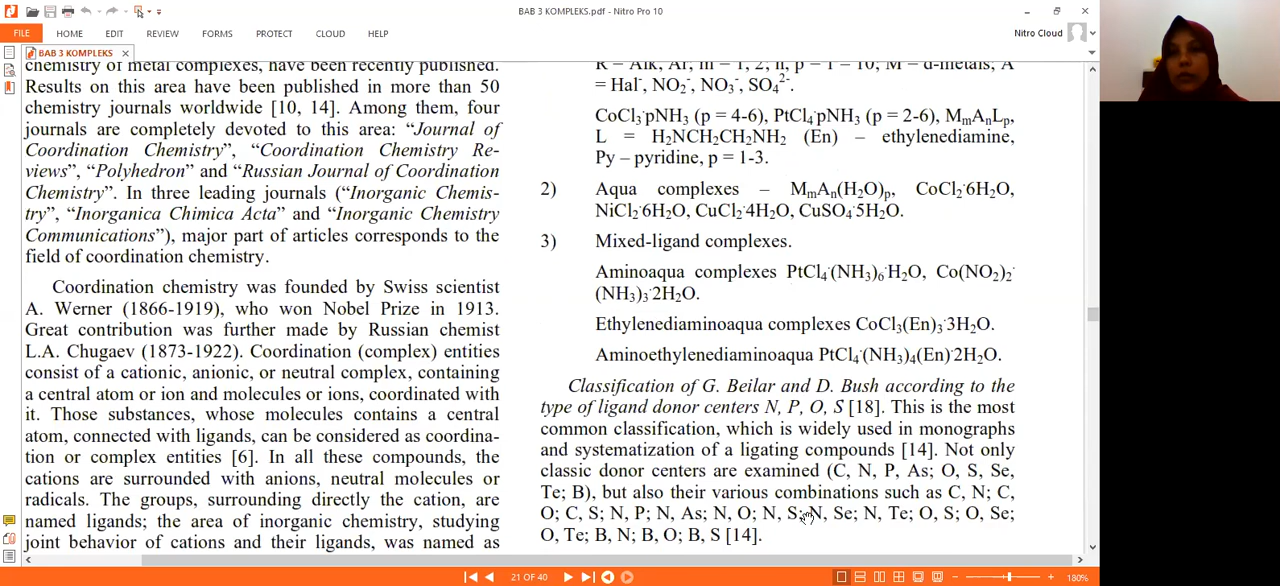 BAB 3 KOMPLEKS.pdf - Nitro Pro 10
FILE HOME EDIT REVIEW FORMS PROTECT CLOUD HELP
Nitro Cloud
BAB 3 KOMPLEKS
chemistry of metal complexes, have been recently published.
Results on this area have been published in more than 50
chemistry journals worldwide [10, 14]. Among them, four
journals are completely devoted to this area: “Journal of
Coordination Chemistry”, “Coordination Chemistry Re-
views”, “Polyhedron” and “Russian Journal of Coordination
Chemistry”. In three leading journals (“Inorganic Chemis-
try”, “Inorganica Chimica Acta” and “Inorganic Chemistry
Communications”), major part of articles corresponds to the
field of coordination chemistry.
Coordination chemistry was founded by Swiss scientist
A. Werner (1866-1919), who won Nobel Prize in 1913.
Great contribution was further made by Russian chemist
L.A. Chugaev (1873-1922). Coordination (complex) entities
consist of a cationic, anionic, or neutral complex, containing
a central atom or ion and molecules or ions, coordinated with
it. Those substances, whose molecules contains a central
atom, connected with ligands, can be considered as coordina-
tion or complex entities [6]. In all these compounds, the
cations are surrounded with anions, neutral molecules or
radicals. The groups, surrounding directly the cation, are
named ligands; the area of inorganic chemistry, studying
joint behavior of cations and their ligands, was named as
R = Alk, Ar; m = 1, 2; n, p = 1 – 10; M = d-metals, A
= Hal⁻, NO₂⁻, NO₃⁻, SO₄²⁻.
CoCl₃·pNH₃ (p = 4-6), PtCl₄·pNH₃ (p = 2-6), MₘAₙLₚ,
L = H₂NCH₂CH₂NH₂ (En) – ethylenediamine,
Py – pyridine, p = 1-3.
2) Aqua complexes – MₘAₙ(H₂O)ₚ, CoCl₂·6H₂O,
NiCl₂·6H₂O, CuCl₂·4H₂O, CuSO₄·5H₂O.
3) Mixed-ligand complexes.
Aminoaqua complexes PtCl₄·(NH₃)₆·H₂O, Co(NO₂)₂·
(NH₃)₃·2H₂O.
Ethylenediaminoaqua complexes CoCl₃(En)₃·3H₂O.
Aminoethylenediaminoaqua PtCl₄·(NH₃)₄(En)·2H₂O.
Classification of G. Beilar and D. Bush according to the
type of ligand donor centers N, P, O, S [18]. This is the most
common classification, which is widely used in monographs
and systematization of a ligating compounds [14]. Not only
classic donor centers are examined (C, N, P, As; O, S, Se,
Te; B), but also their various combinations such as C, N; C,
O; C, S; N, P; N, As; N, O; N, S; N, Se; N, Te; O, S; O, Se;
O, Te; B, N; B, O; B, S [14].
21 OF 40
180%